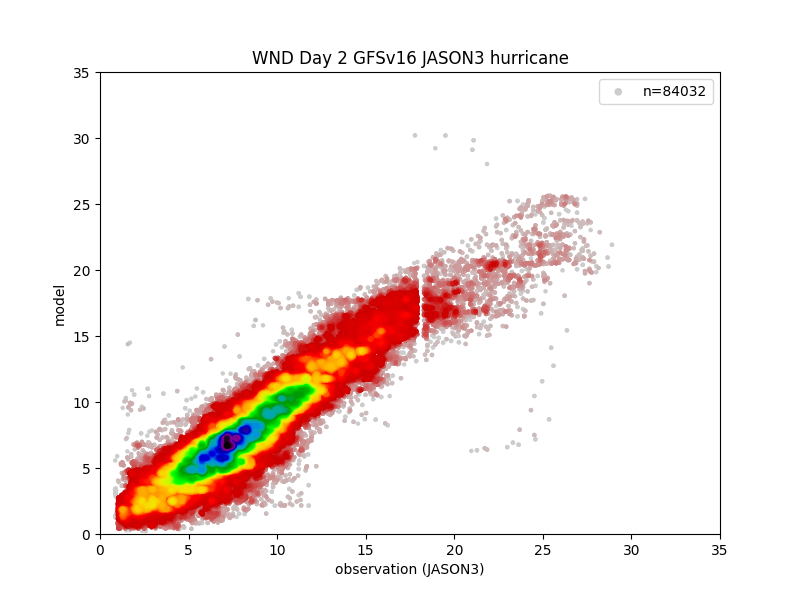 WND Day 2 GFSv16 JASON3 hurricane
n=84032
35
30
25
20
15
10
5
0
model
0 5 10 15 20 25 30 35
observation (JASON3)